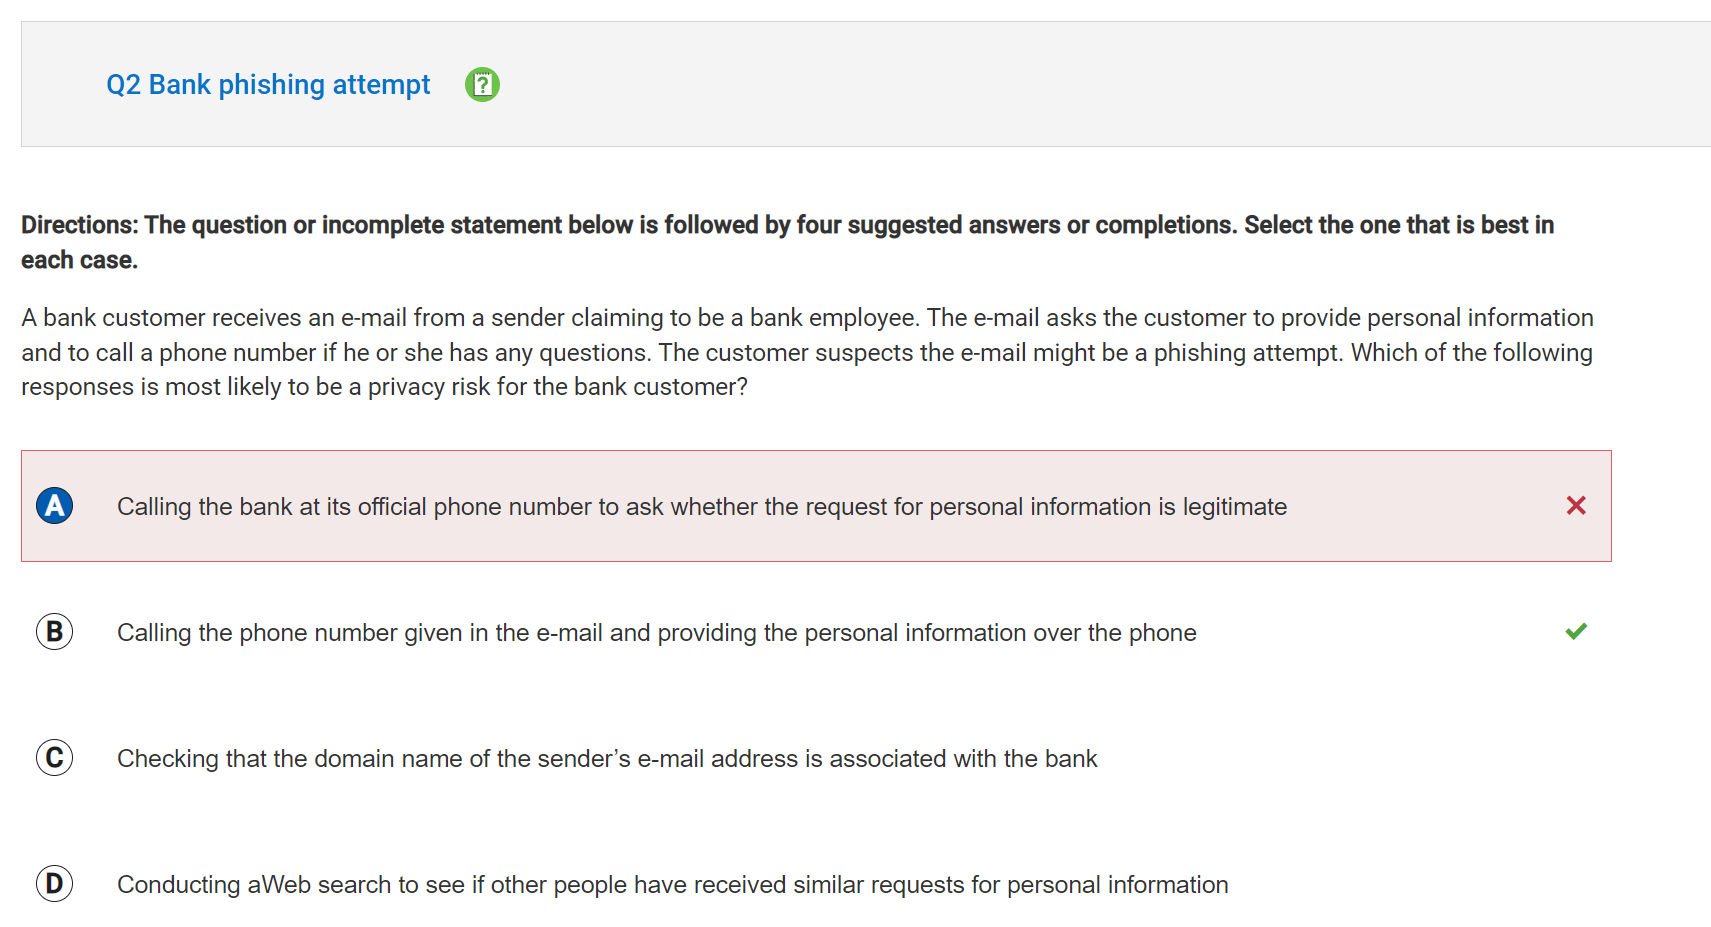 Q2 Bank phishing attempt
Directions: The question or incomplete statement below is followed by four suggested answers or completions. Select the one that is best in
each case.
A bank customer receives an e-mail from a sender claiming to be a bank employee. The e-mail asks the customer to provide personal information
and to call a phone number if he or she has any questions. The customer suspects the e-mail might be a phishing attempt. Which of the following
responses is most likely to be a privacy risk for the bank customer?
A Calling the bank at its official phone number to ask whether the request for personal information is legitimate
B Calling the phone number given in the e-mail and providing the personal information over the phone
C Checking that the domain name of the sender’s e-mail address is associated with the bank
D Conducting aWeb search to see if other people have received similar requests for personal information